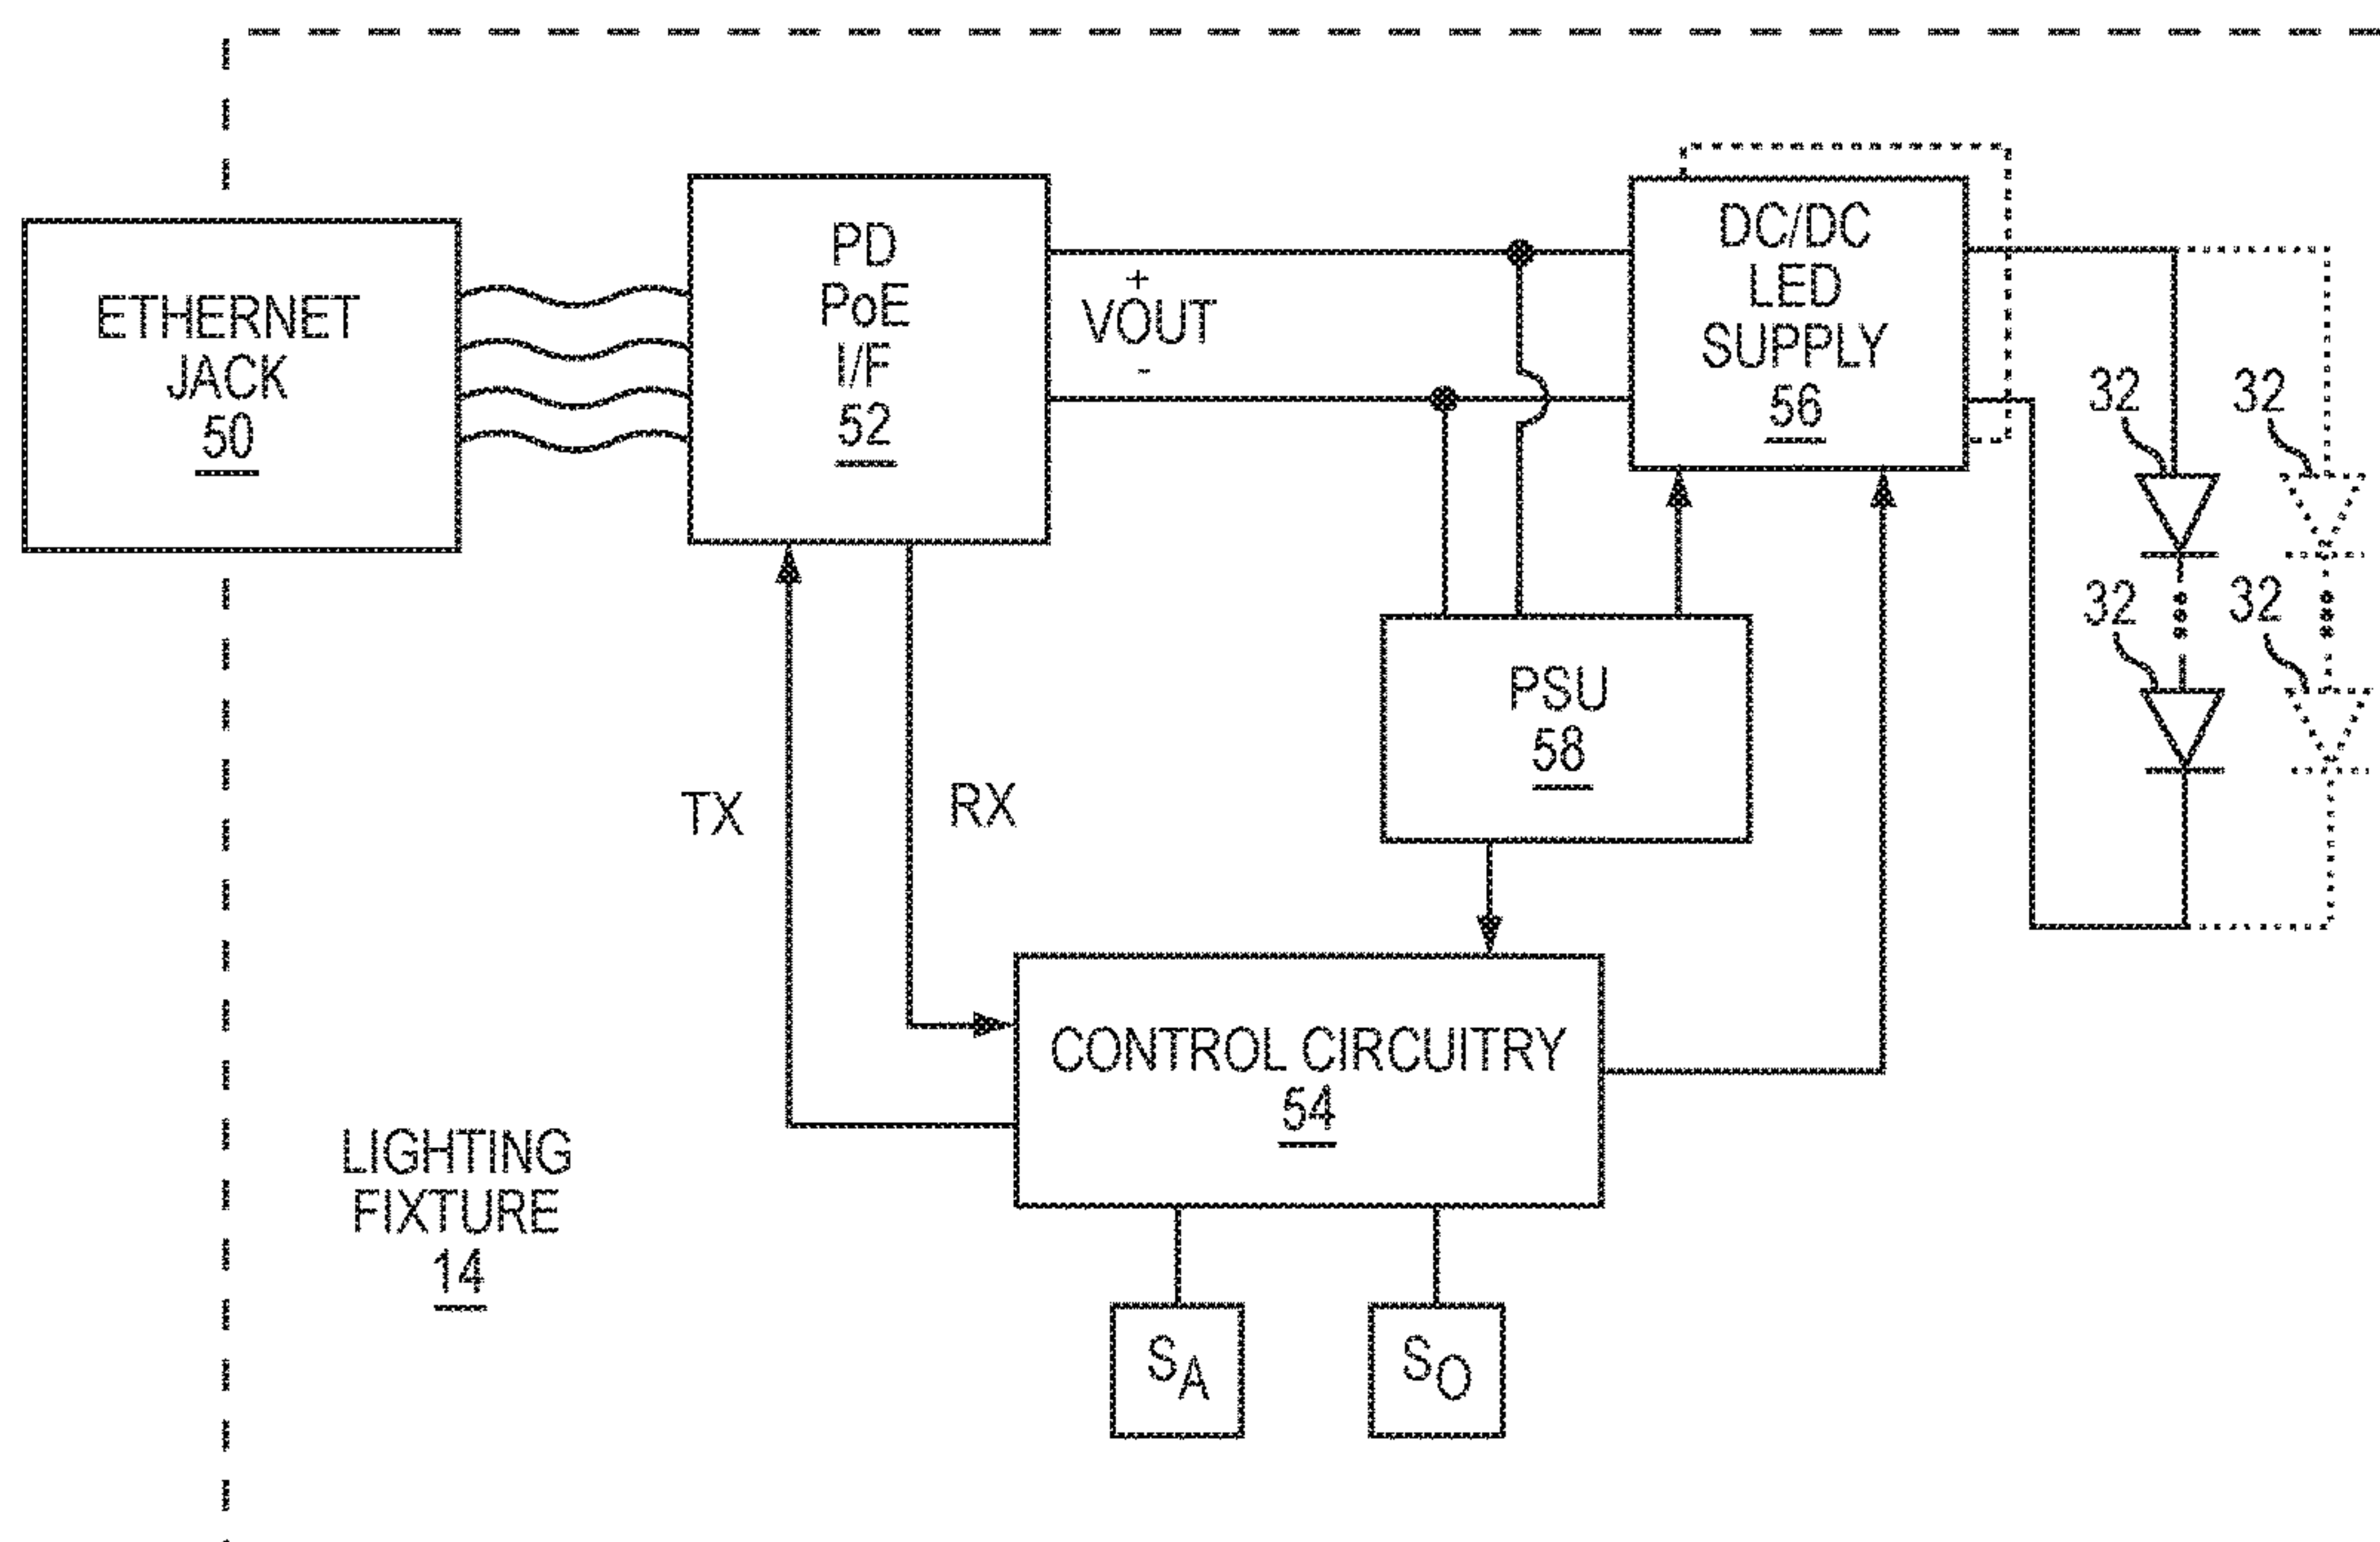 ETHERNET
JACK
50
PD
PoE
I/F
52
+
VOUT
-
DC/DC
LED
SUPPLY
56
32
32
32
32
PSU
58
TX
RX
CONTROL CIRCUITRY
54
LIGHTING
FIXTURE
14
SA
SO